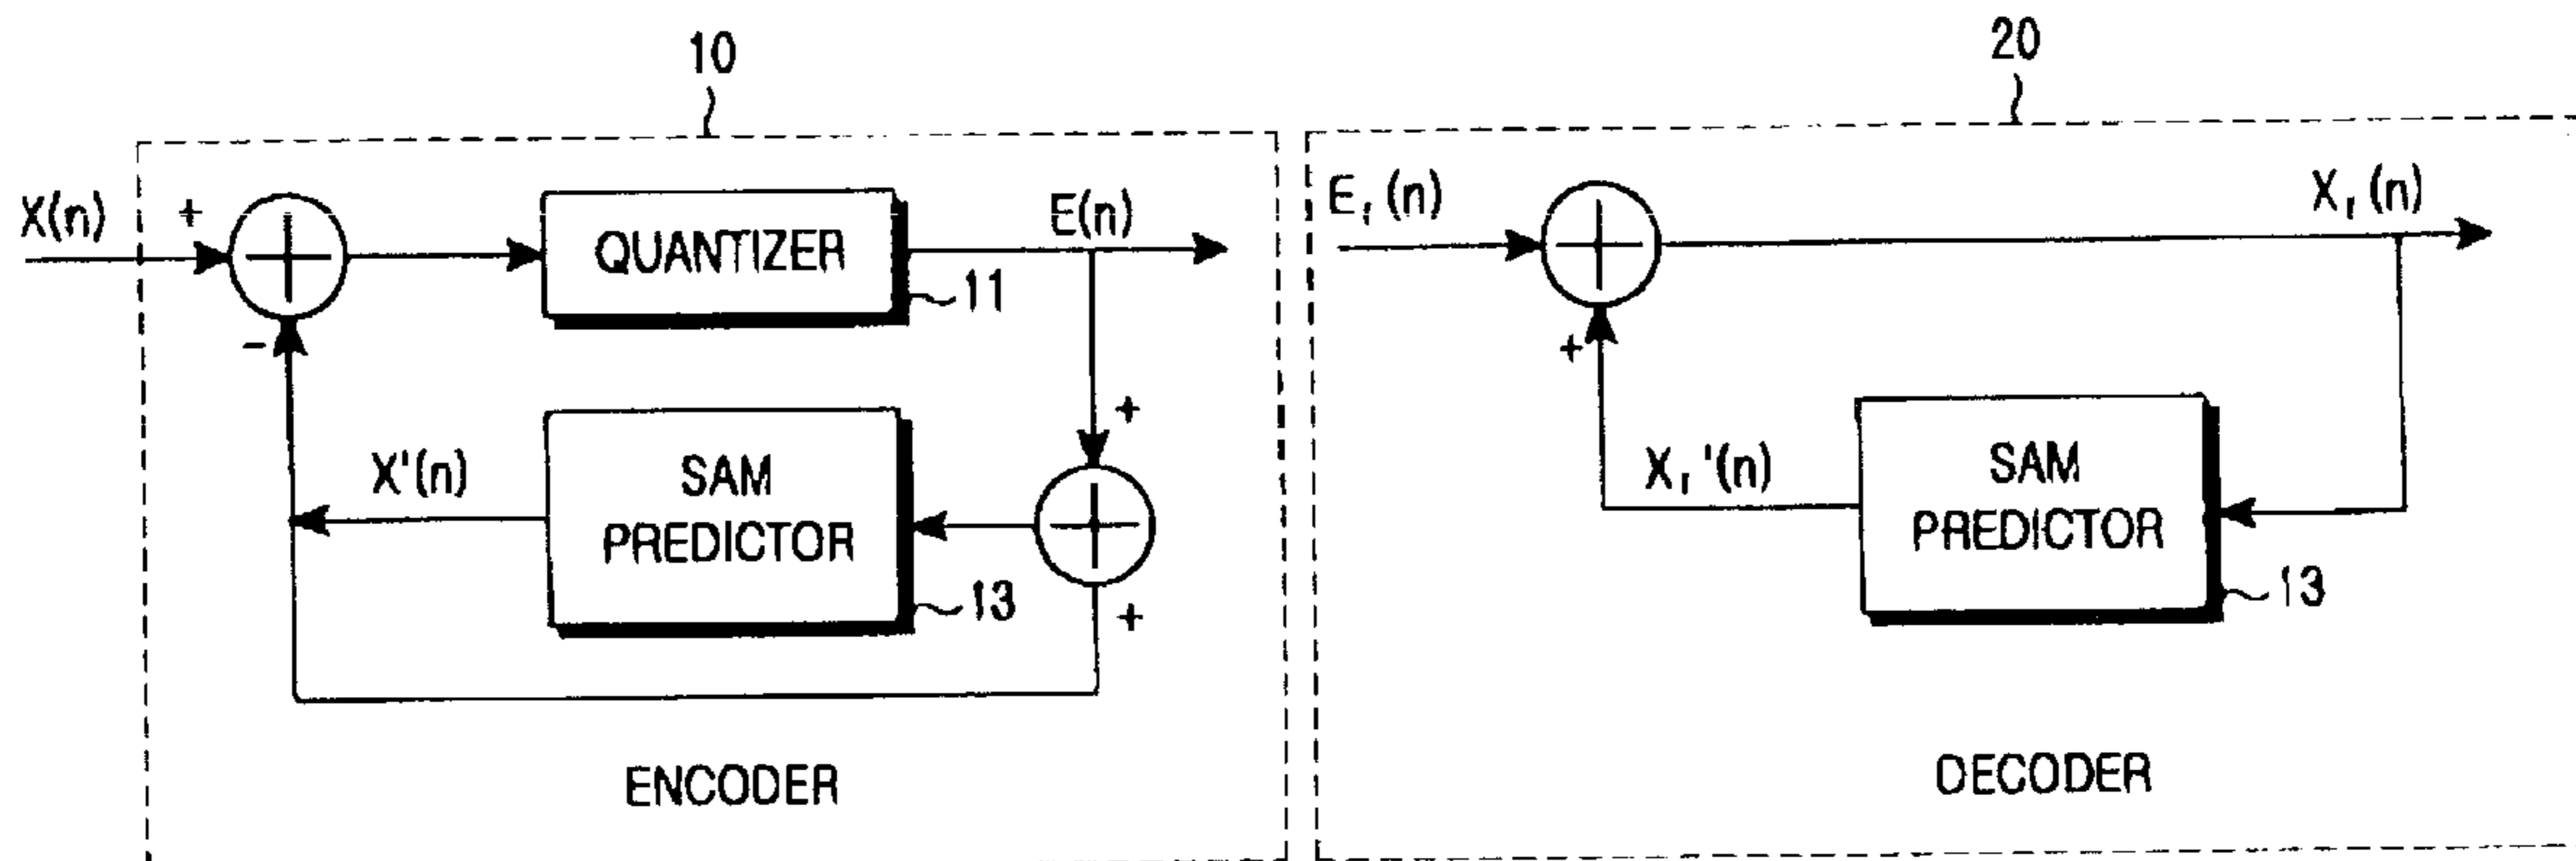 10
20
X(n)
+
QUANTIZER
11
E(n)
-
+
X'(n)
SAM
PREDICTOR
13
+
ENCODER
Er(n)
Xr(n)
+
Xr'(n)
SAM
PREDICTOR
13
DECODER